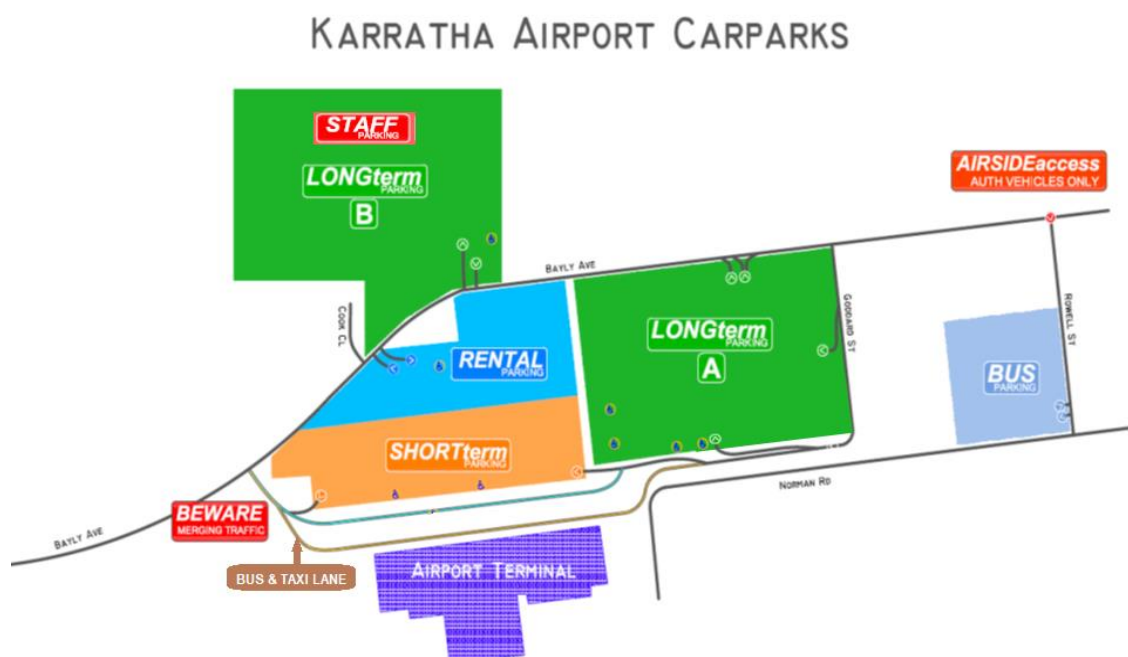 KARRATHA AIRPORT CARPARKS
STAFF
PARKING
LONGterm
PARKING
B
AIRSIDEaccess
AUTH VEHICLES ONLY
BAYLY AVE
COOK CL
GODDARD ST
ROWELL ST
LONGterm
PARKING
A
RENTAL
PARKING
BUS
PARKING
SHORTterm
PARKING
NORMAN RD
BEWARE
MERGING TRAFFIC
BAYLY AVE
BUS & TAXI LANE
AIRPORT TERMINAL